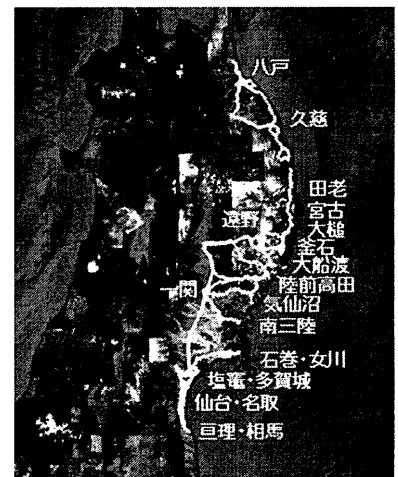 八戸
久慈
田老
宮古
遠野
大槌
釜石
大船渡
陸前高田
一関
気仙沼
南三陸
石巻・女川
塩竈・多賀城
仙台・名取
亘理・相馬